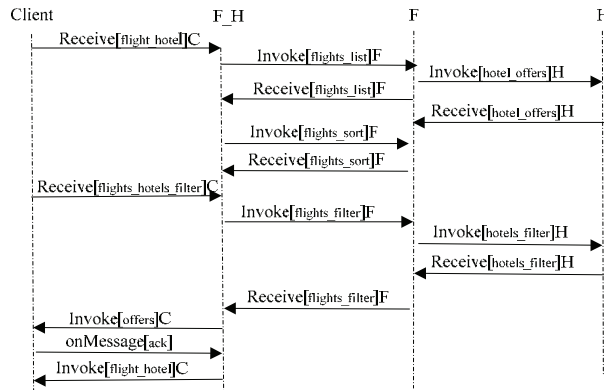 Client F_H F H
Receive[flight_hotel]C
Invoke[flights_list]F
Invoke[hotel_offers]H
Receive[flights_list]F
Receive[hotel_offers]H
Invoke[flights_sort]F
Receive[flights_sort]F
Receive[flights_hotels_filter]C
Invoke[flights_filter]F
Invoke[hotels_filter]H
Receive[hotels_filter]H
Receive[flights_filter]F
Invoke[offers]C
onMessage[ack]
Invoke[flight_hotel]C